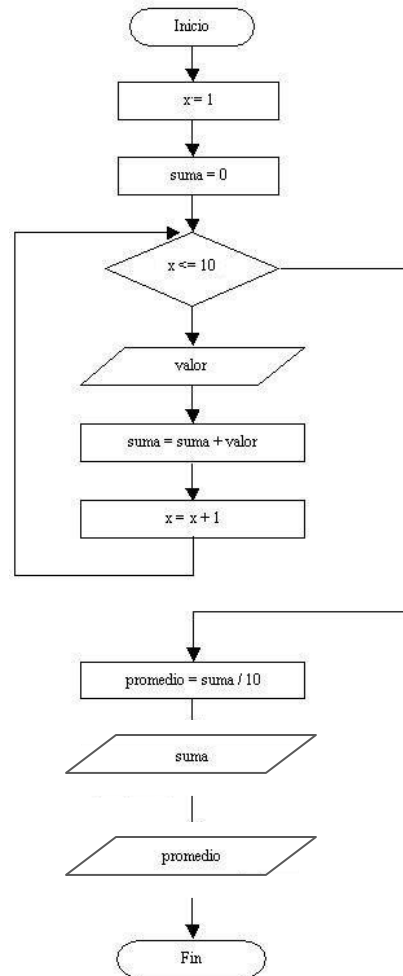 Inicio
x = 1
suma = 0
x <= 10
valor
suma = suma + valor
x = x + 1
promedio = suma / 10
suma
promedio
Fin